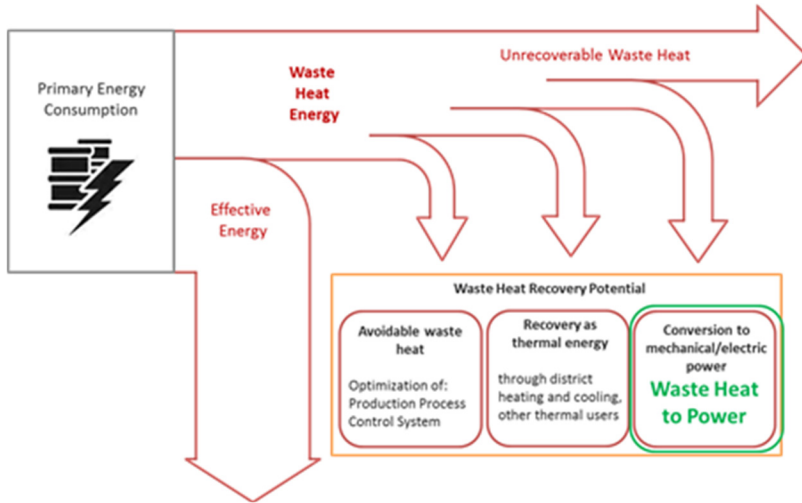 Primary Energy
Consumption
Waste
Heat
Energy
Unrecoverable Waste Heat
Effective
Energy
Waste Heat Recovery Potential
Avoidable waste
heat
Optimization of:
Production Process
Control System
Recovery as
thermal energy
through district
heating and cooling,
other thermal users
Conversion to
mechanical/electric
power
Waste Heat
to Power